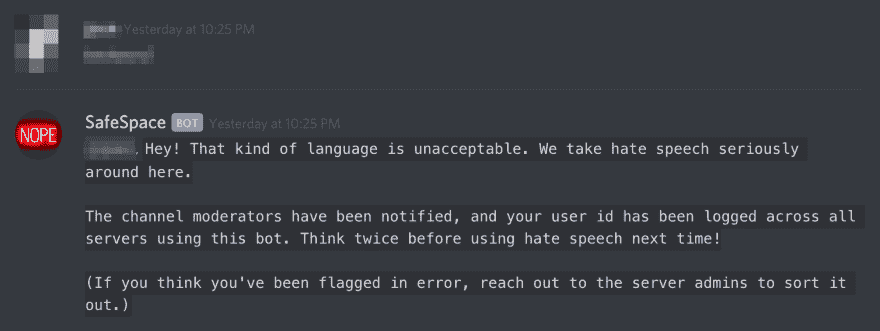 Yesterday at 10:25 PM
NOPE
SafeSpace BOT Yesterday at 10:25 PM
, Hey! That kind of language is unacceptable. We take hate speech seriously
around here.
The channel moderators have been notified, and your user id has been logged across all
servers using this bot. Think twice before using hate speech next time!
(If you think you've been flagged in error, reach out to the server admins to sort it
out.)